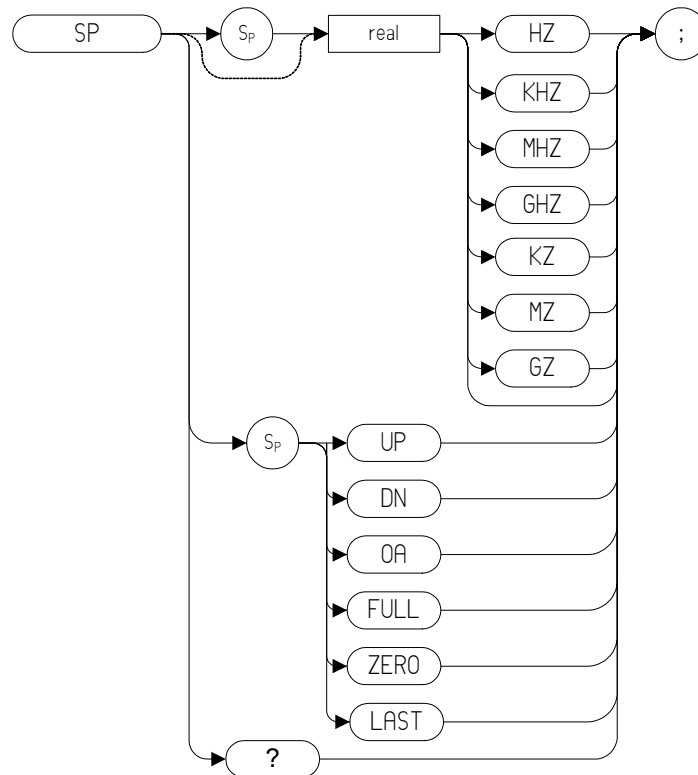 SP Sp real HZ ;
KHZ
MHZ
GHZ
KZ
MZ
GZ
Sp UP
DN
OA
FULL
ZERO
LAST
?